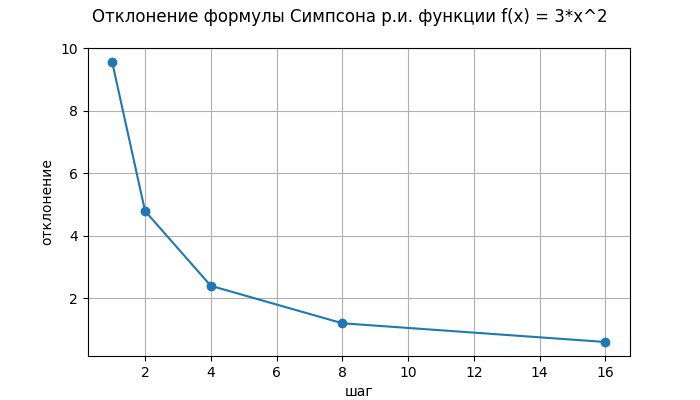 Отклонение формулы Симпсона р.и. функции f(x) = 3*x^2
10
8
6
4
2
отклонение
2 4 6 8 10 12 14 16
шаг